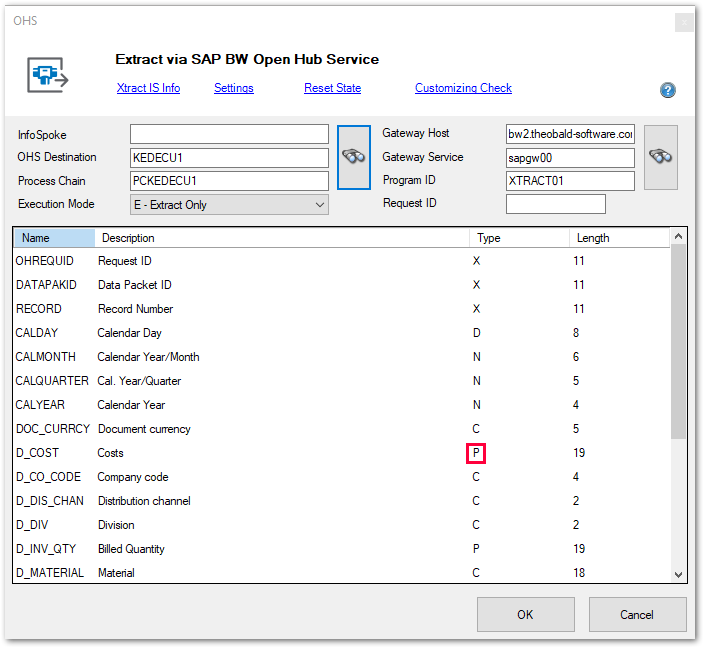 OHS
Extract via SAP BW Open Hub Service
Xtract IS Info Settings Reset State Customizing Check
InfoSpoke Gateway Host bw2.theobald-software.com
OHS Destination KEDECU1 Gateway Service sapgw00
Process Chain PCKEDECU1 Program ID XTRACT01
Execution Mode E - Extract Only Request ID
Name Description Type Length
OHREQUID Request ID X 11
DATAPAKID Data Packet ID X 11
RECORD Record Number X 11
CALDAY Calendar Day D 8
CALMONTH Calendar Year/Month N 6
CALQUARTER Cal. Year/Quarter N 5
CALYEAR Calendar Year N 4
DOC_CURRCY Document currency C 5
D_COST Costs P 19
D_CO_CODE Company code C 4
D_DIS_CHAN Distribution channel C 2
D_DIV Division C 2
D_INV_QTY Billed Quantity P 19
D_MATERIAL Material C 18
OK Cancel